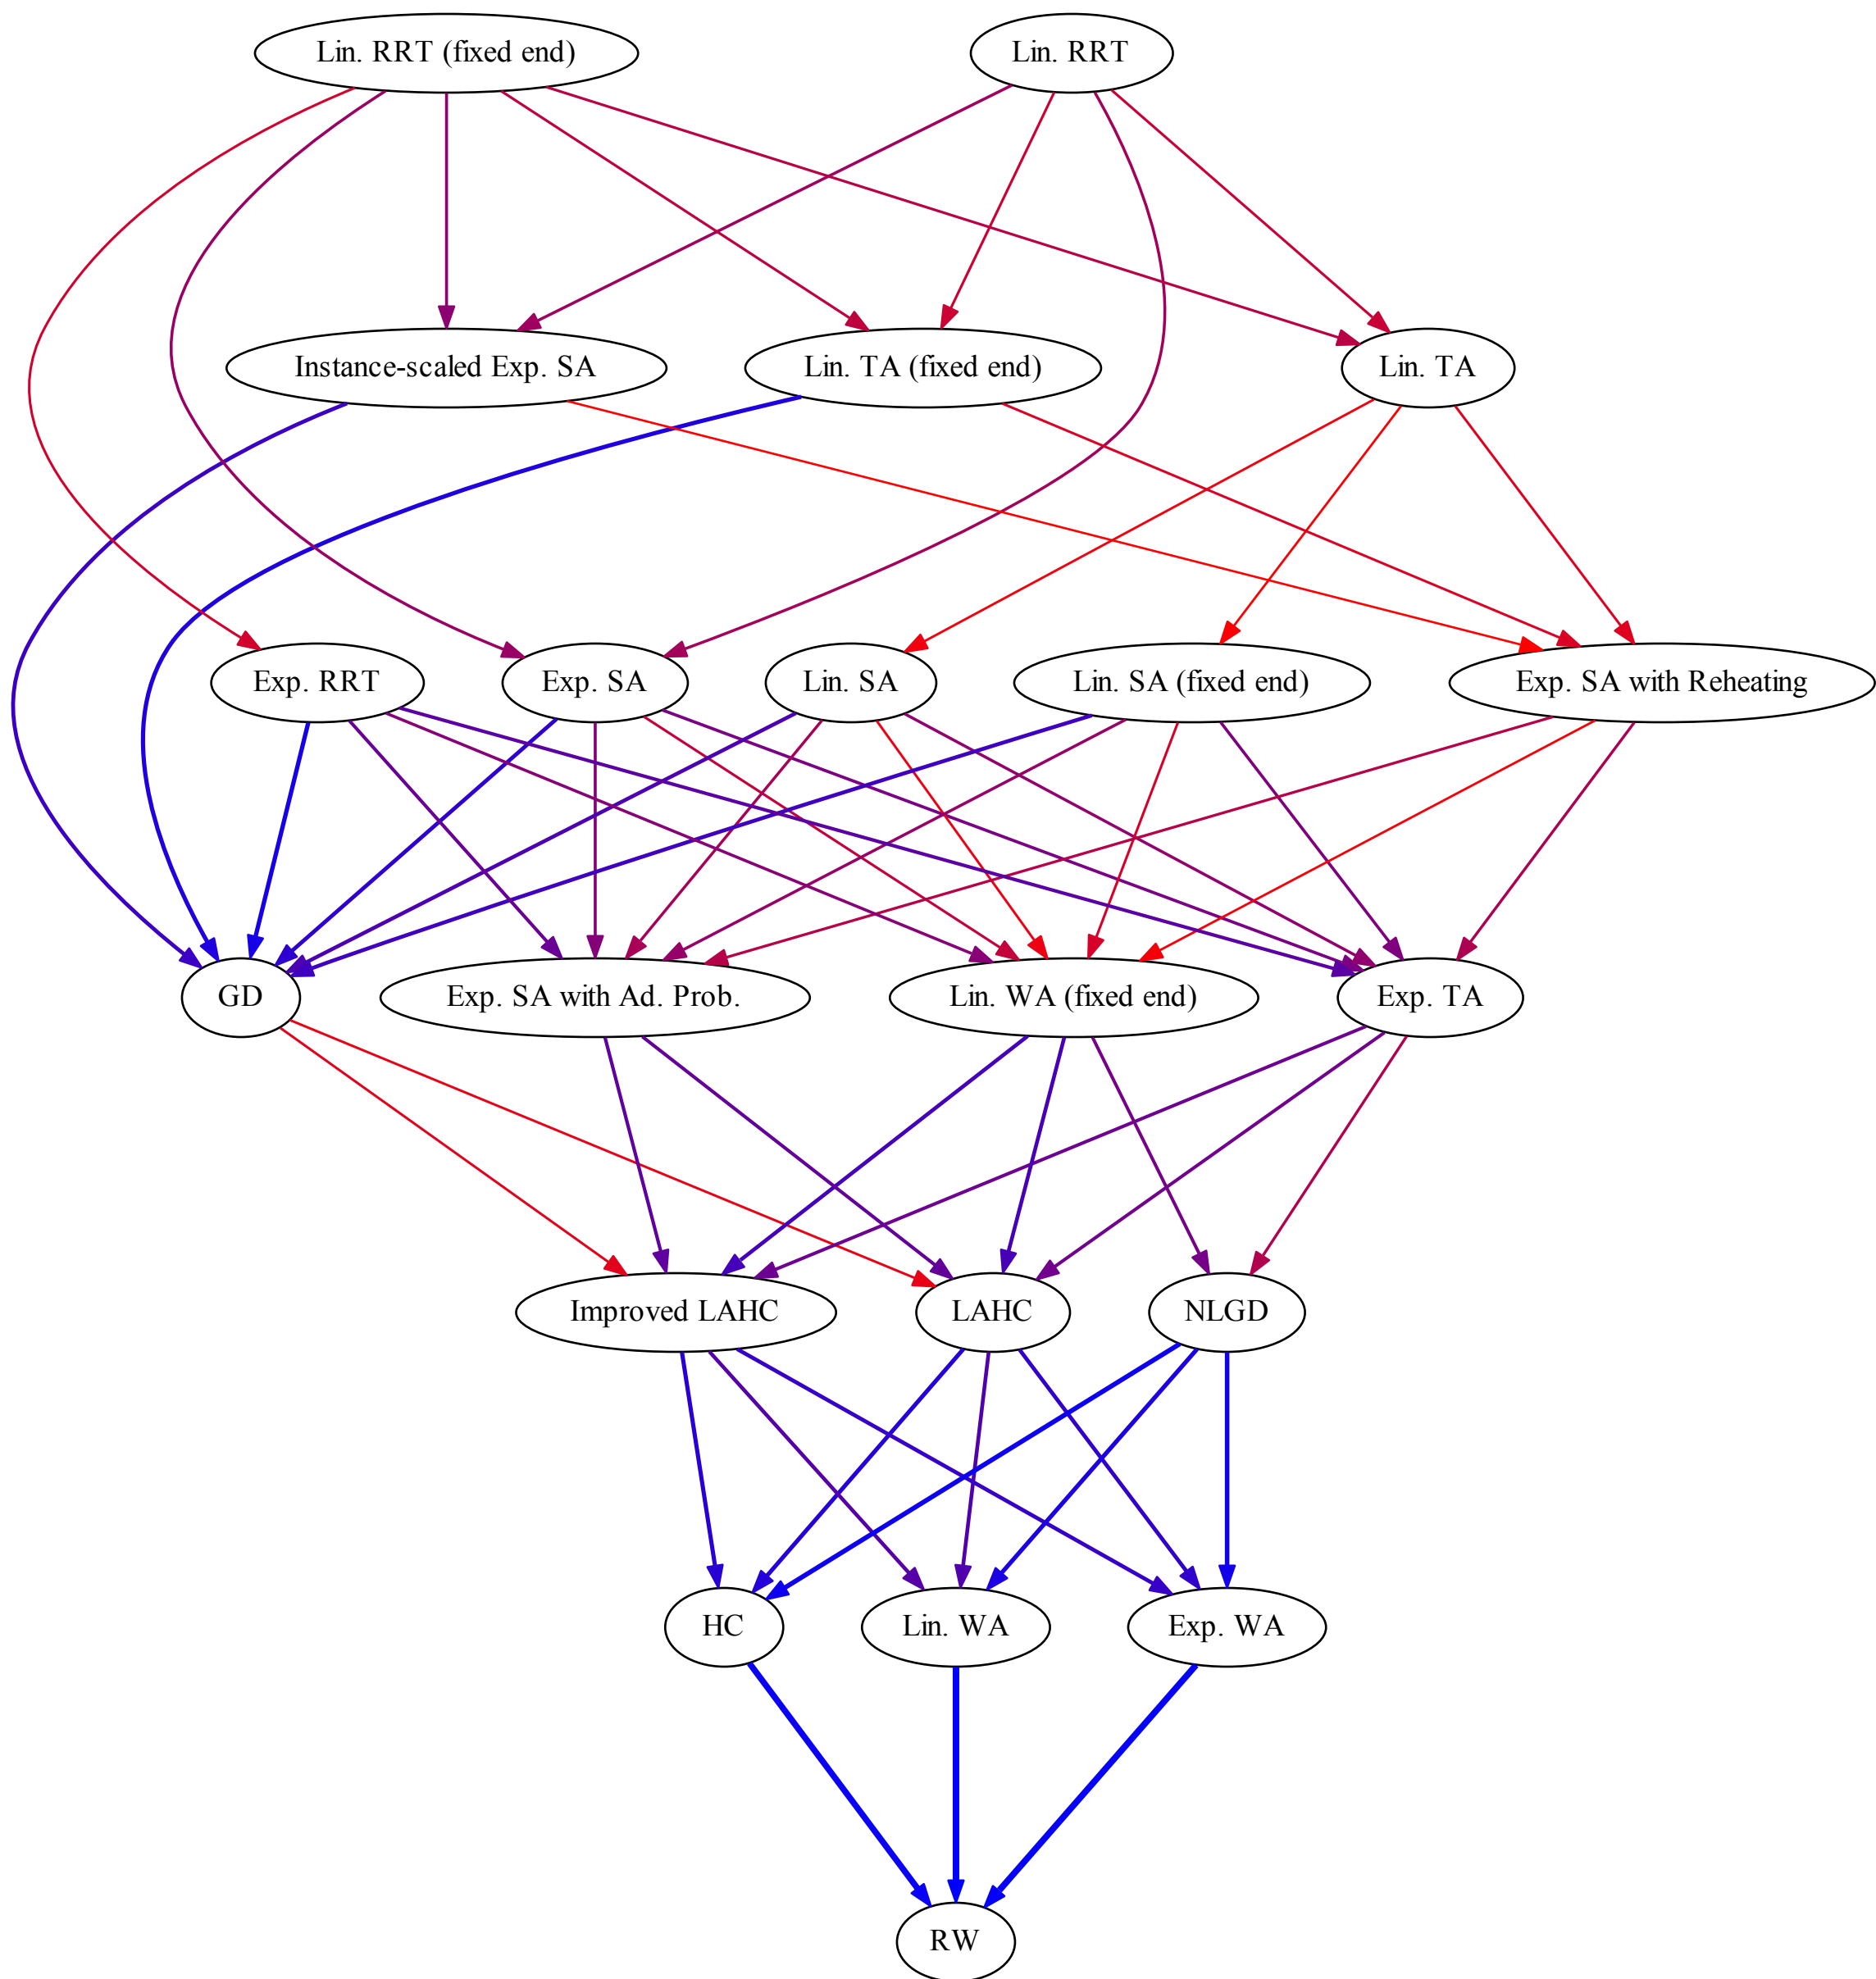 Lin. RRT (fixed end)
Lin. RRT
Instance-scaled Exp. SA
Lin. TA (fixed end)
Lin. TA
Exp. RRT
Exp. SA
Lin. SA
Lin. SA (fixed end)
Exp. SA with Reheating
GD
Exp. SA with Ad. Prob.
Lin. WA (fixed end)
Exp. TA
Improved LAHC
LAHC
NLGD
HC
Lin. WA
Exp. WA
RW